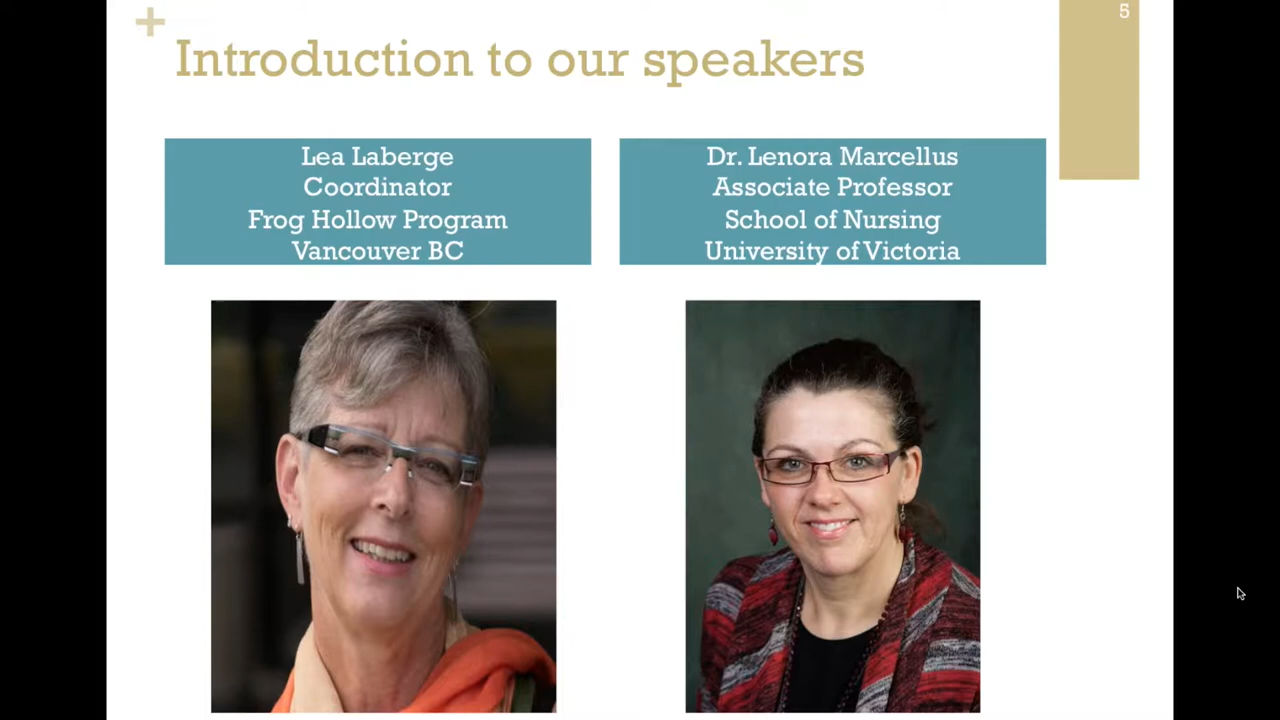 5
+
Introduction to our speakers
Lea Laberge
Coordinator
Frog Hollow Program
Vancouver BC
Dr. Lenora Marcellus
Associate Professor
School of Nursing
University of Victoria